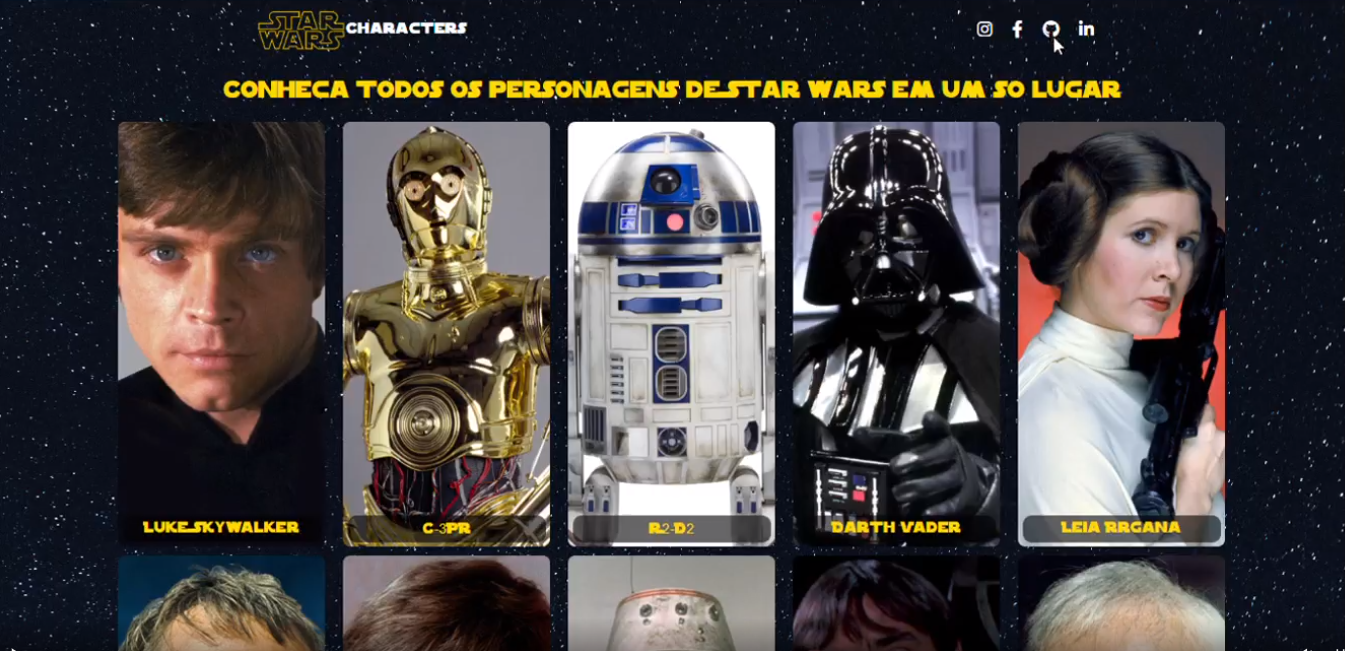 STAR WARS CHARACTERS
CONHECA TODOS OS PERSONAGENS DE STAR WARS EM UM SO LUGAR
LUKE SKYWALKER
C-3PR
R2-D2
DARTH VADER
LEIA RRGANA